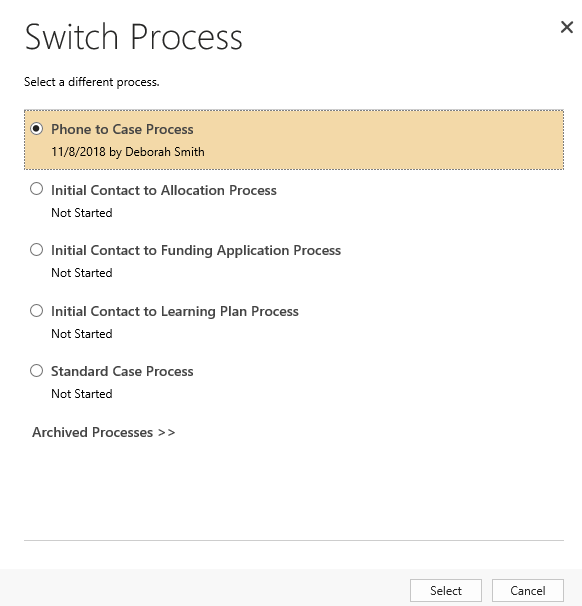 Switch Process
Select a different process.
Phone to Case Process
11/8/2018 by Deborah Smith
Initial Contact to Allocation Process
Not Started
Initial Contact to Funding Application Process
Not Started
Initial Contact to Learning Plan Process
Not Started
Standard Case Process
Not Started
Archived Processes >>
Select
Cancel